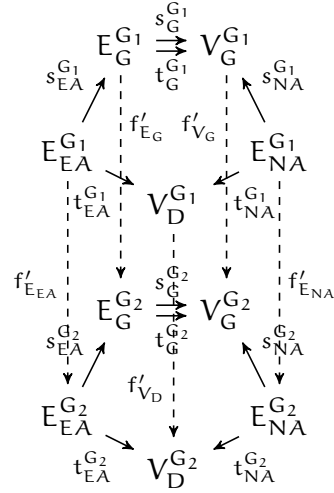 s_G^{G_1}
E_G^{G_1} ⇉ V_G^{G_1}
s_{EA}^{G_1} t_G^{G_1} s_{NA}^{G_1}
f'_{E_G} f'_{V_G}
E_{EA}^{G_1} E_{NA}^{G_1}
t_{EA}^{G_1} V_D^{G_1} t_{NA}^{G_1}
f'_{E_{EA}} s_G^{G_2} f'_{E_{NA}}
E_G^{G_2} ⇉ V_G^{G_2}
s_{EA}^{G_2} t_G^{G_2} s_{NA}^{G_2}
f'_{V_D}
E_{EA}^{G_2} E_{NA}^{G_2}
t_{EA}^{G_2} V_D^{G_2} t_{NA}^{G_2}